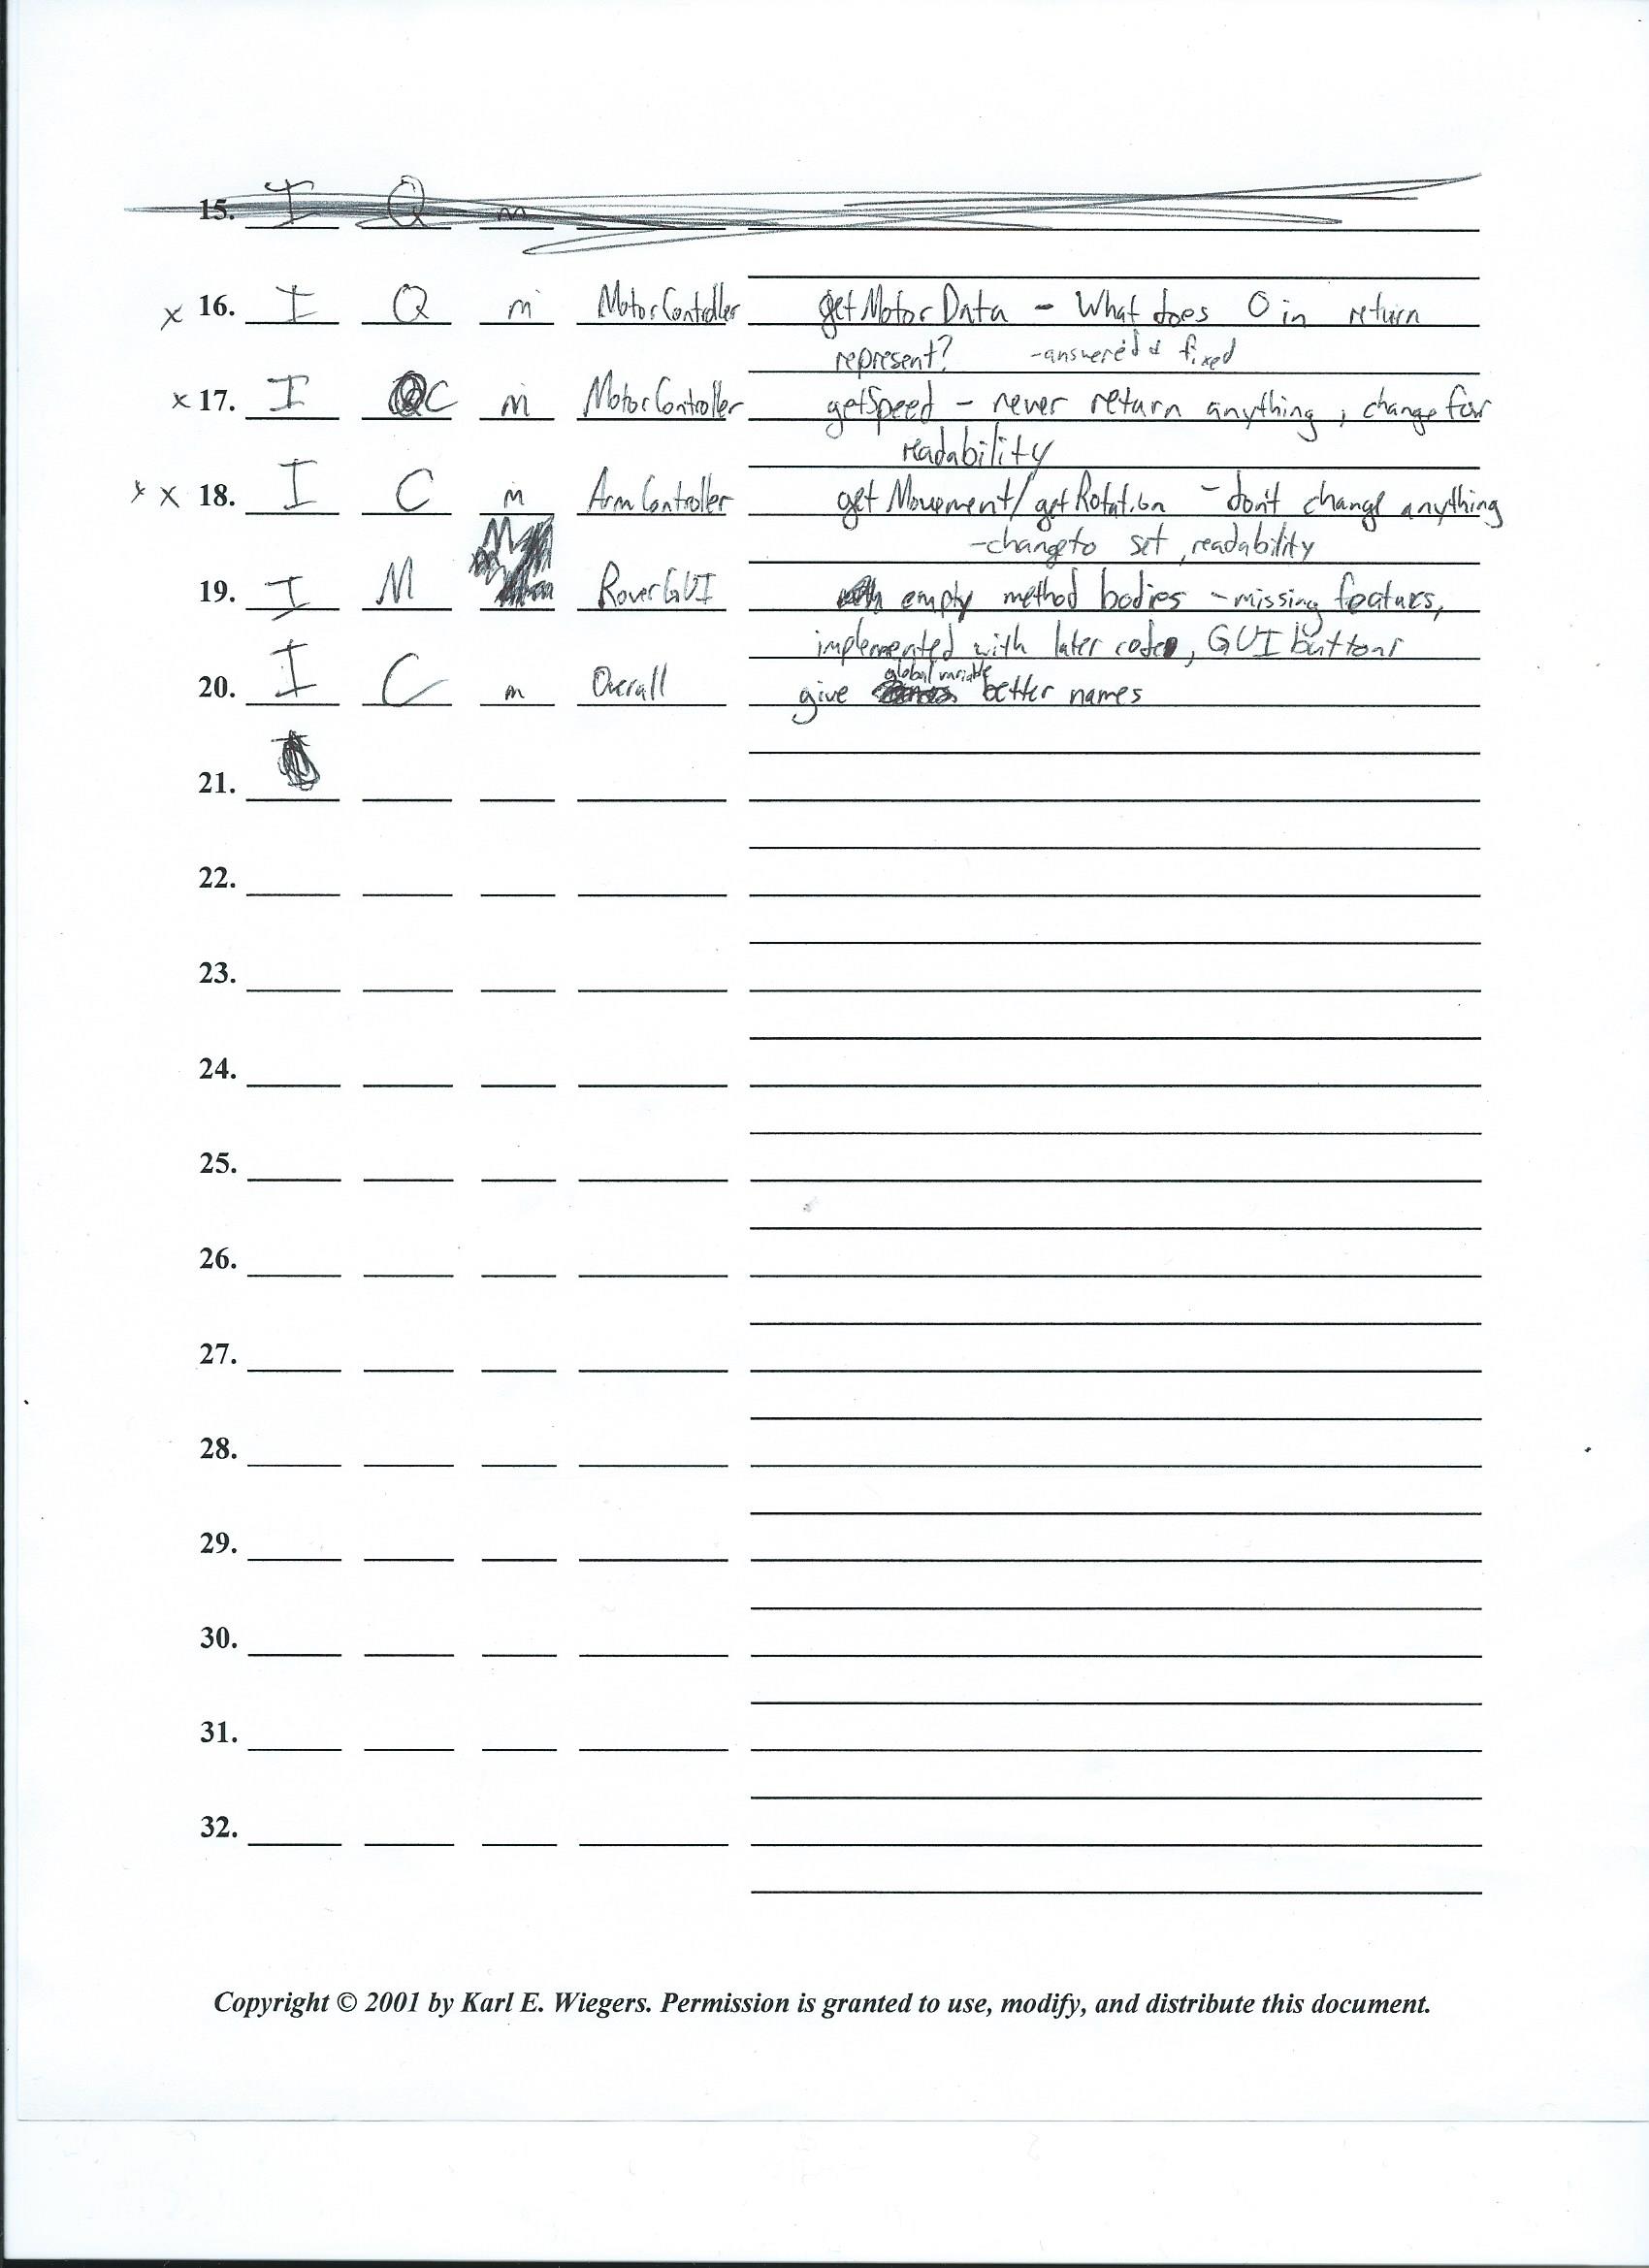 15. I Q m
x 16. I Q m MotorController getMotorData - What does 0 in return
represent? -answered & fixed
x 17. I C m MotorController getSpeed - never return anything, change for
readability
x x 18. I C m ArmController getMovement/getRotation - don't change anything
-change to set, readability
19. I M RoverGUI empty method bodies - missing featurs,
implemented with later code, GUI buttons
global variable
20. I C m Overall give better names
21.
22.
23.
24.
25.
26.
27.
28.
29.
30.
31.
32.
Copyright © 2001 by Karl E. Wiegers. Permission is granted to use, modify, and distribute this document.